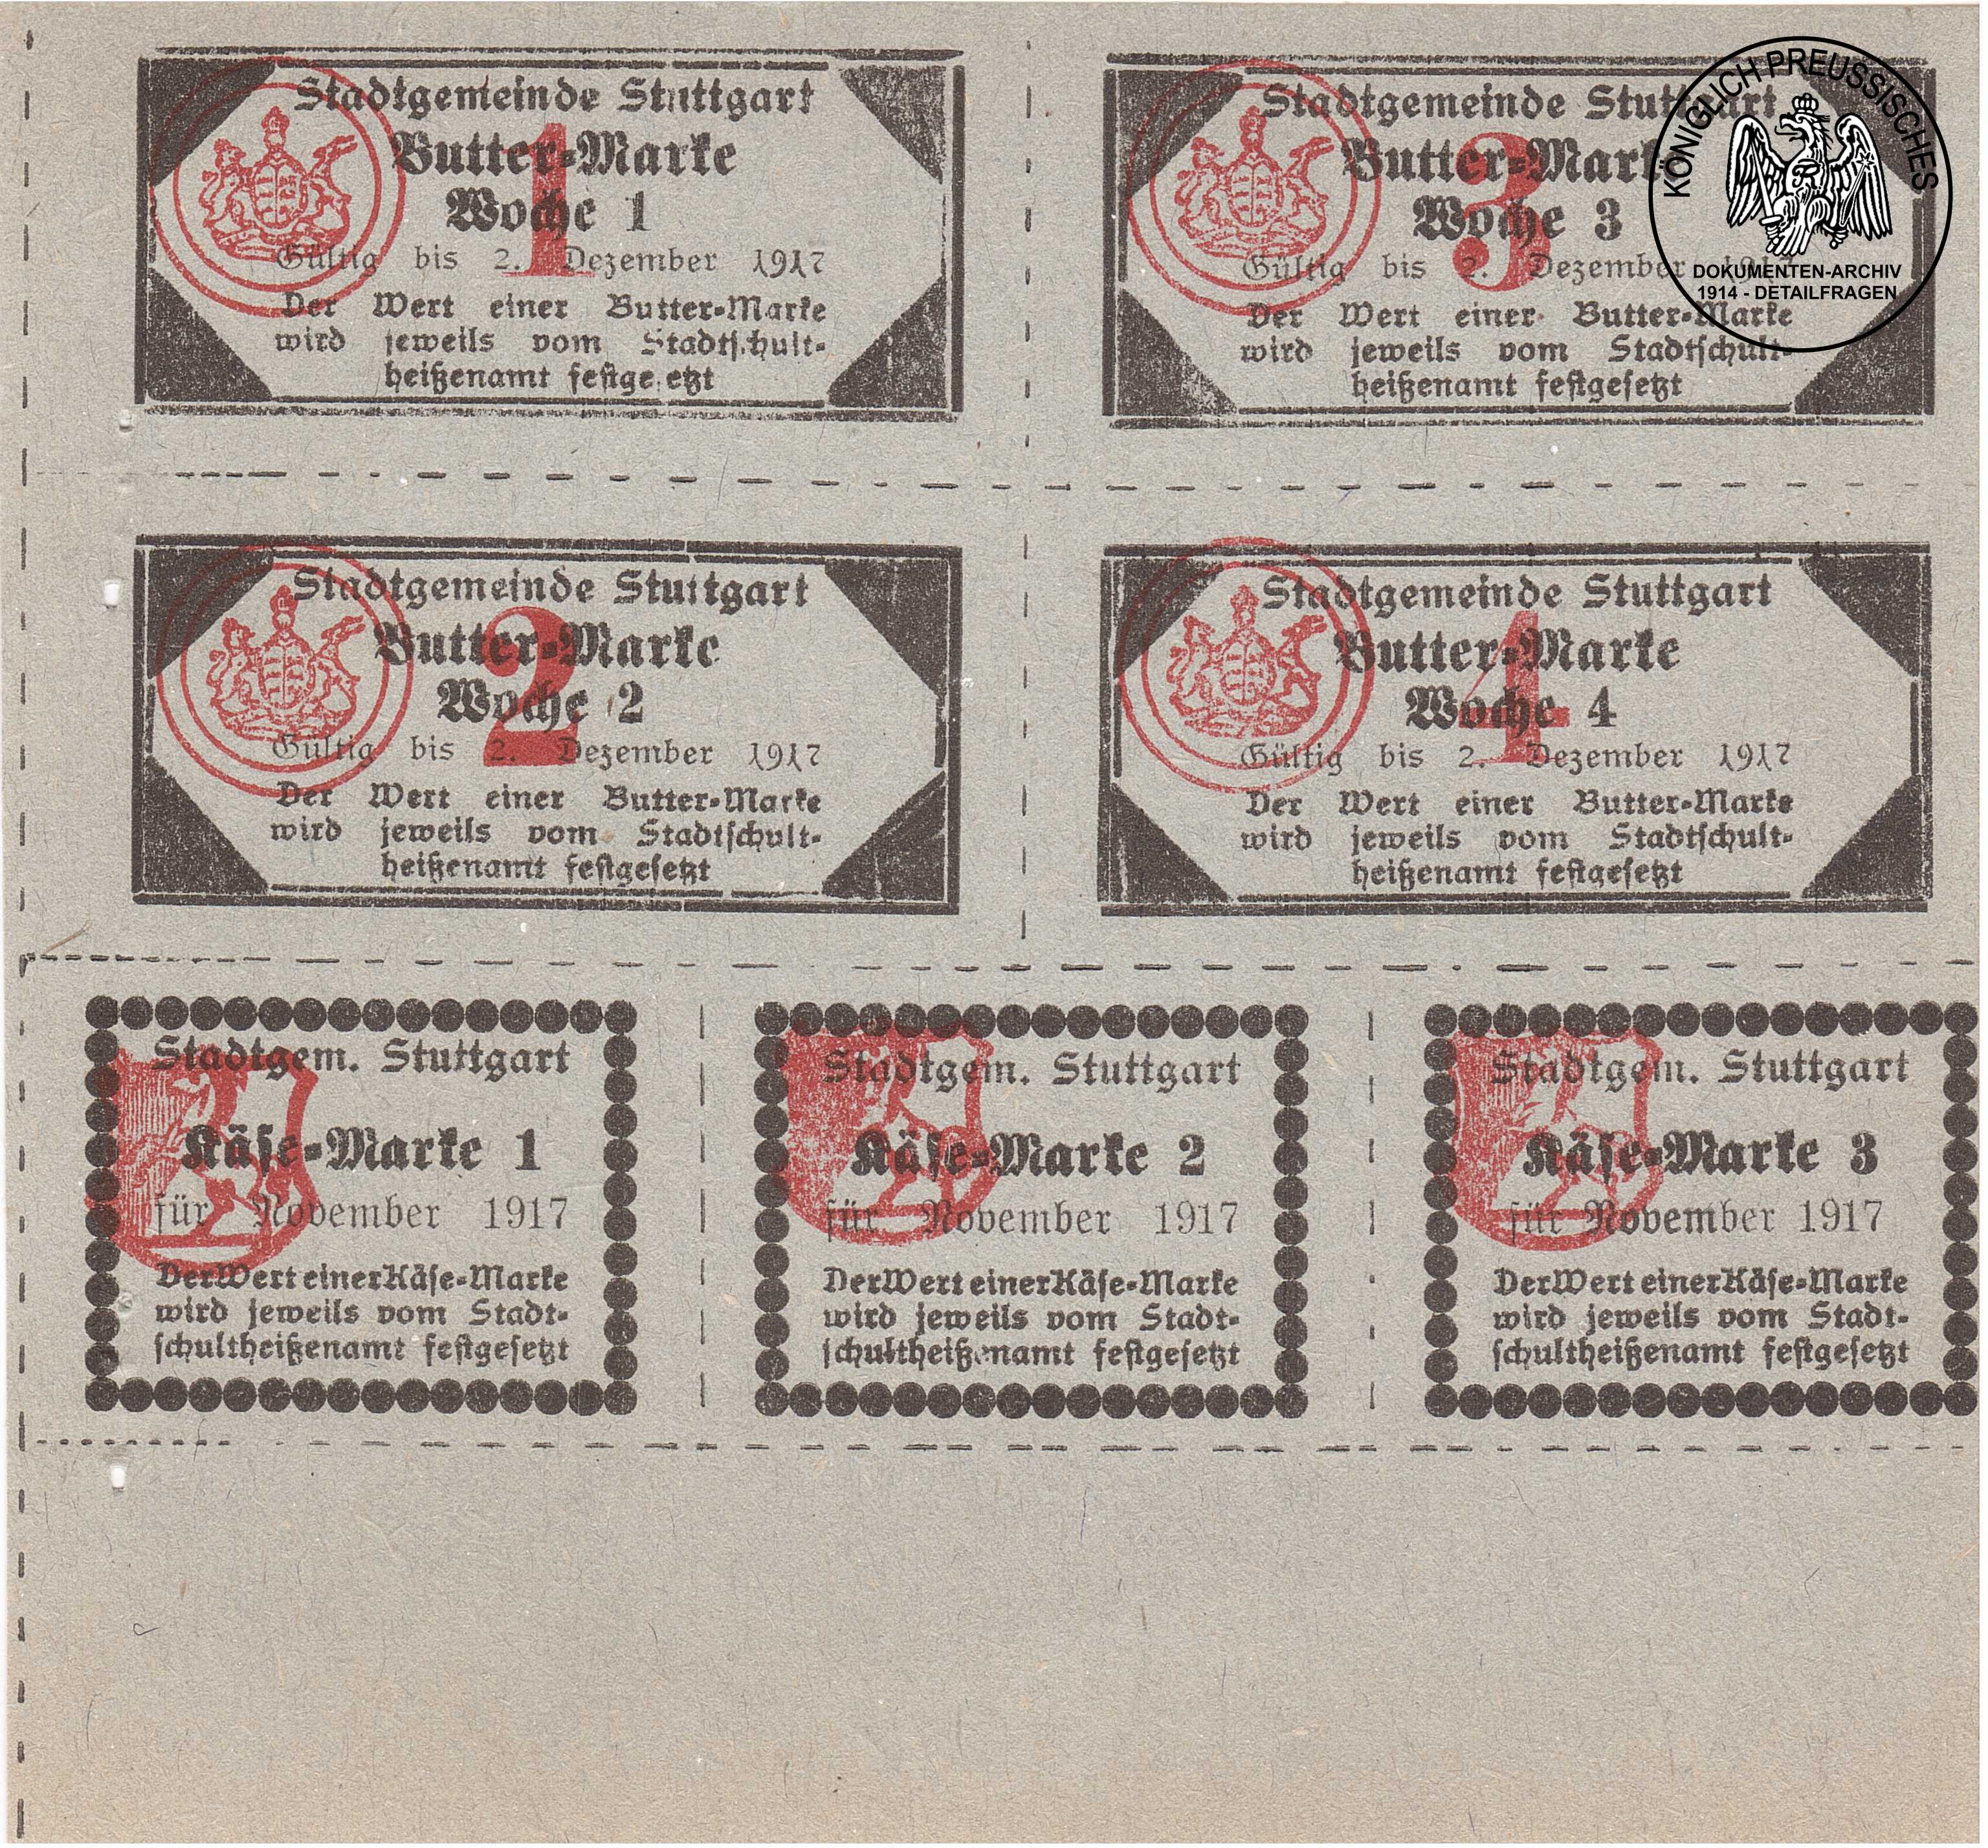 Stadtgemeinde Stuttgart
Butter-Marke
Woche 1
1
Gültig bis 2. Dezember 1917
Der Wert einer Butter-Marke
wird jeweils vom Stadtschult-
heißenamt festgesetzt
Stadtgemeinde Stuttgart
Butter-Marke
Woche 3
3
Gültig bis 2. Dezember 1917
Der Wert einer Butter-Marke
wird jeweils vom Stadtschult-
heißenamt festgesetzt
KÖNIGLICH PREUSSISCHES
DOKUMENTEN-ARCHIV
1914 - DETAILFRAGEN
Stadtgemeinde Stuttgart
Butter-Marke
Woche 2
2
Gültig bis 2. Dezember 1917
Der Wert einer Butter-Marke
wird jeweils vom Stadtschult-
heißenamt festgesetzt
Stadtgemeinde Stuttgart
Butter-Marke
Woche 4
4
Gültig bis 2. Dezember 1917
Der Wert einer Butter-Marke
wird jeweils vom Stadtschult-
heißenamt festgesetzt
Stadtgem. Stuttgart
Käse-Marke 1
für November 1917
Der Wert einer Käse-Marke
wird jeweils vom Stadt-
schultheißenamt festgesetzt
Stadtgem. Stuttgart
Käse-Marke 2
für November 1917
Der Wert einer Käse-Marke
wird jeweils vom Stadt-
schultheißenamt festgesetzt
Stadtgem. Stuttgart
Käse-Marke 3
für November 1917
Der Wert einer Käse-Marke
wird jeweils vom Stadt-
schultheißenamt festgesetzt